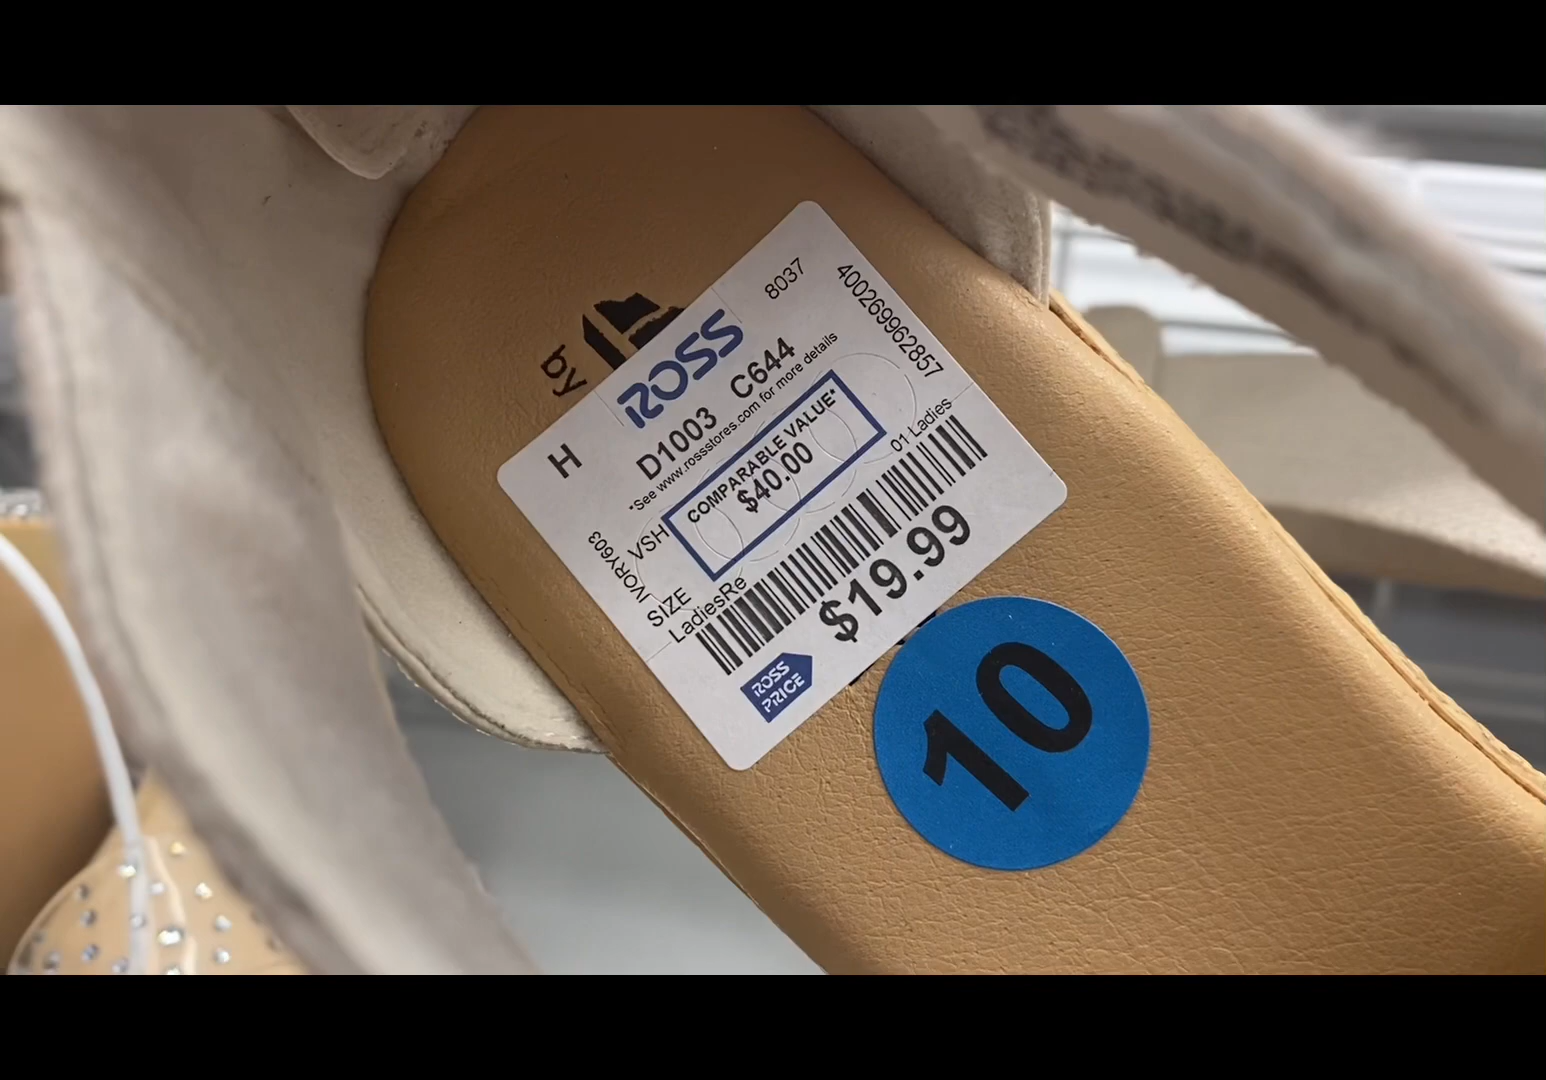 by
8037
400269962857
ROSS
H
D1003 C644
*See www.rossstores.com for more details
COMPARABLE VALUE*
$40.00
IVORY603
VSH
SIZE
LadiesRe
01 Ladies
$19.99
ROSS
PRICE
10